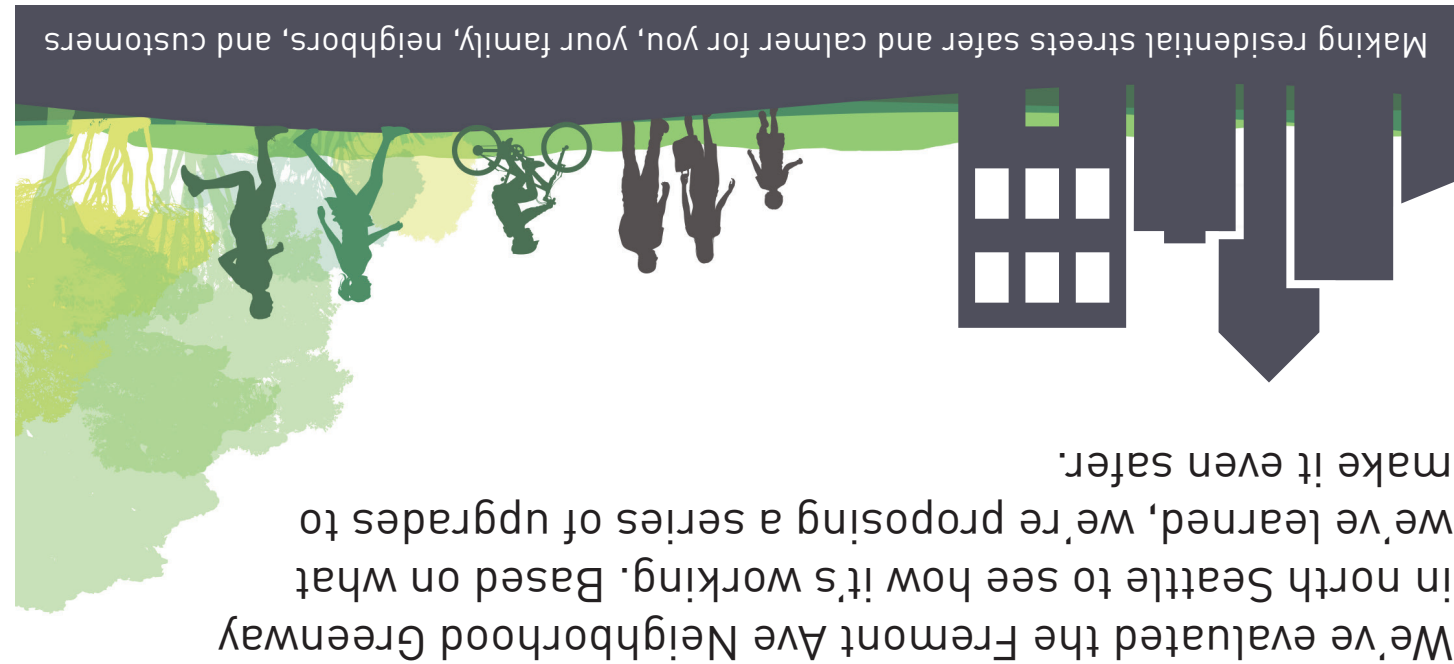 We've evaluated the Fremont Ave Neighborhood Greenway
in north Seattle to see how it's working. Based on what
we've learned, we're proposing a series of upgrades to
make it even safer.
Making residential streets safer and calmer for you, your family, neighbors, and customers